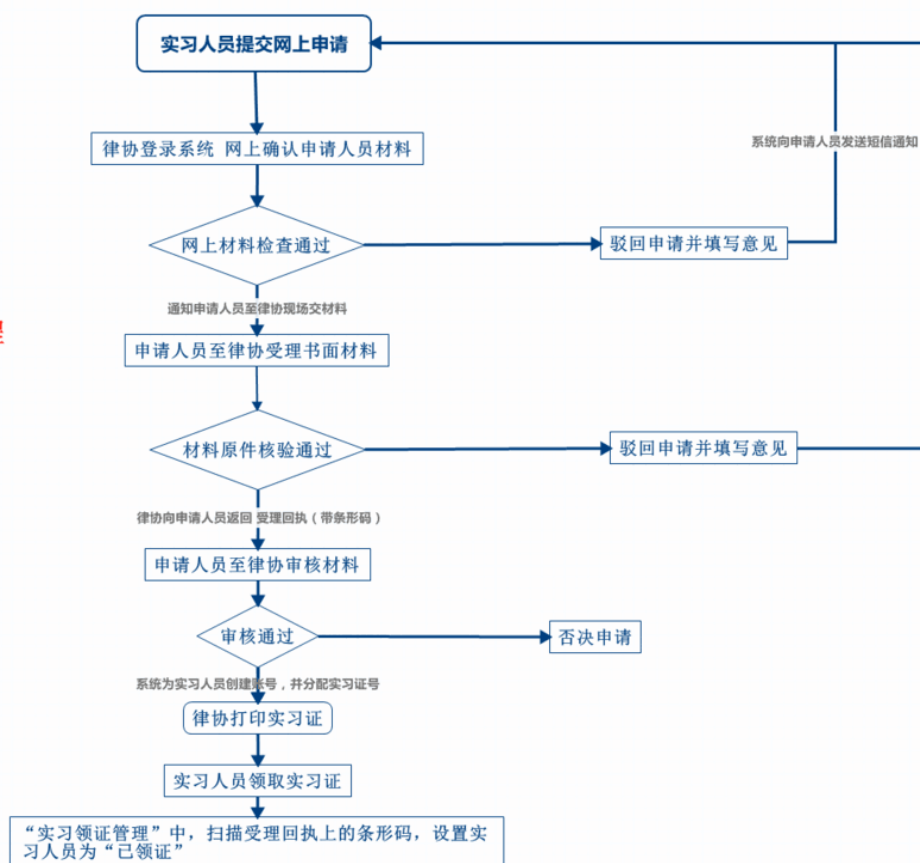 实习人员提交网上申请
律协登录系统 网上确认申请人员材料
系统向申请人员发送短信通知
网上材料检查通过
驳回申请并填写意见
通知申请人员至律协现场交材料
申请人员至律协受理书面材料
材料原件核验通过
驳回申请并填写意见
律协向申请人员返回 受理回执（带条形码）
申请人员至律协审核材料
审核通过
否决申请
系统为实习人员创建账号，并分配实习证号
律协打印实习证
实习人员领取实习证
“实习领证管理”中，扫描受理回执上的条形码，设置实
习人员为“已领证”